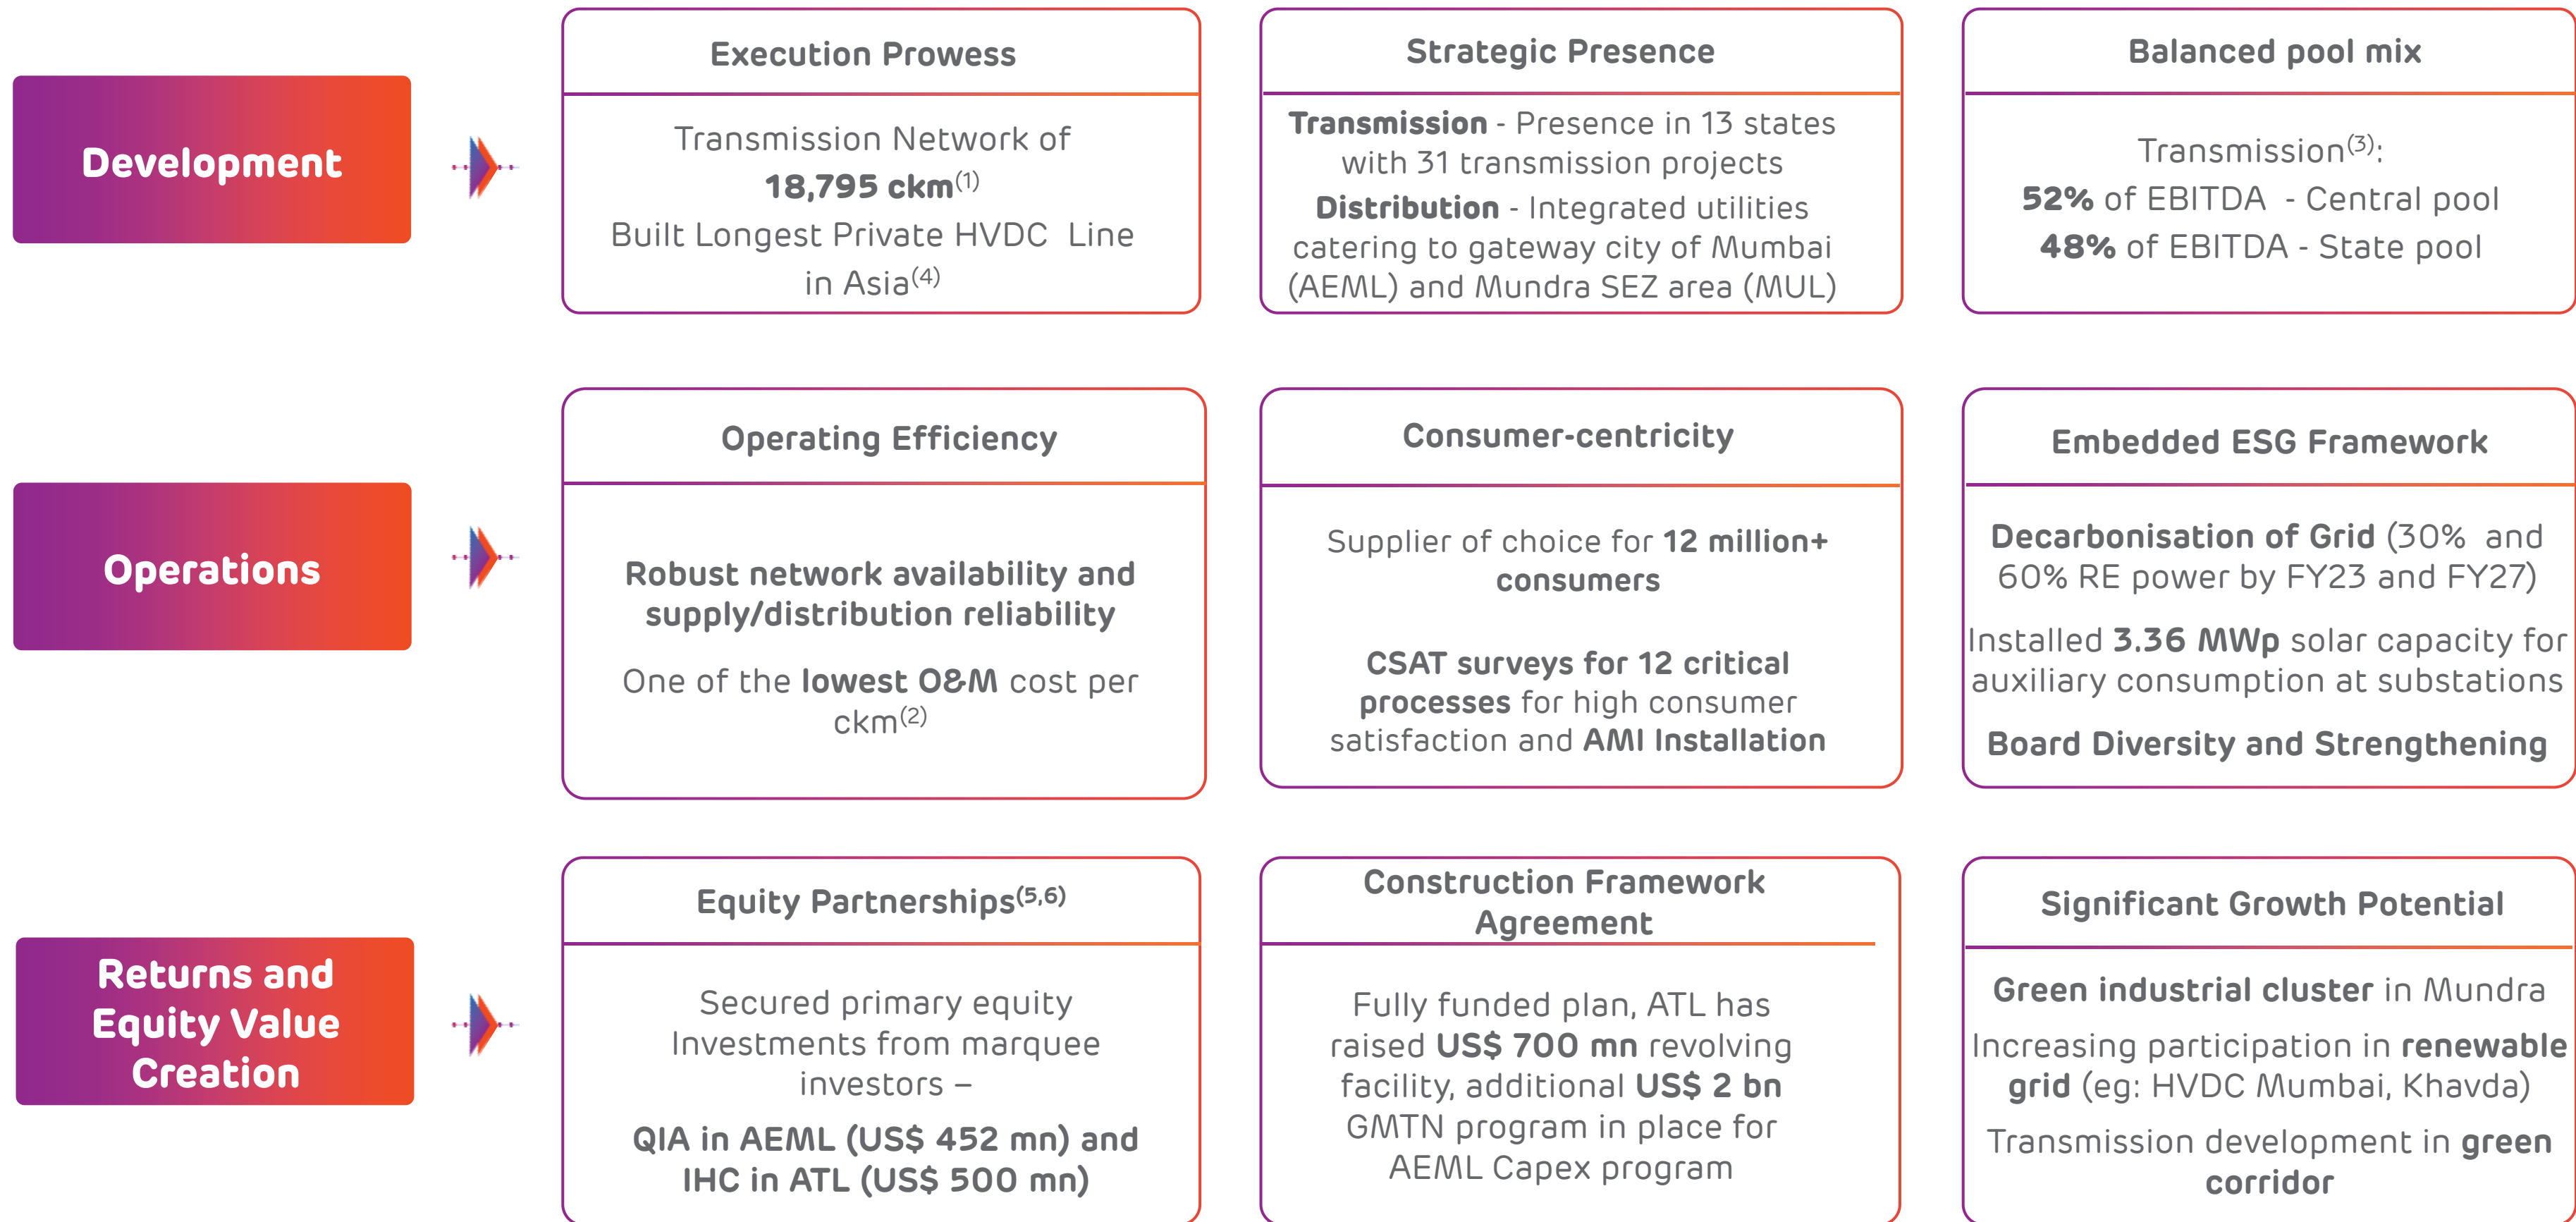 Development
Execution Prowess
Transmission Network of
18,795 ckm(1)
Built Longest Private HVDC Line
in Asia(4)
Strategic Presence
Transmission - Presence in 13 states
with 31 transmission projects
Distribution - Integrated utilities
catering to gateway city of Mumbai
(AEML) and Mundra SEZ area (MUL)
Balanced pool mix
Transmission(3):
52% of EBITDA - Central pool
48% of EBITDA - State pool
Operations
Operating Efficiency
Robust network availability and
supply/distribution reliability
One of the lowest O&M cost per
ckm(2)
Consumer-centricity
Supplier of choice for 12 million+
consumers
CSAT surveys for 12 critical
processes for high consumer
satisfaction and AMI Installation
Embedded ESG Framework
Decarbonisation of Grid (30% and
60% RE power by FY23 and FY27)
Installed 3.36 MWp solar capacity for
auxiliary consumption at substations
Board Diversity and Strengthening
Returns and
Equity Value
Creation
Equity Partnerships(5,6)
Secured primary equity
Investments from marquee
investors –
QIA in AEML (US$ 452 mn) and
IHC in ATL (US$ 500 mn)
Construction Framework
Agreement
Fully funded plan, ATL has
raised US$ 700 mn revolving
facility, additional US$ 2 bn
GMTN program in place for
AEML Capex program
Significant Growth Potential
Green industrial cluster in Mundra
Increasing participation in renewable
grid (eg: HVDC Mumbai, Khavda)
Transmission development in green
corridor